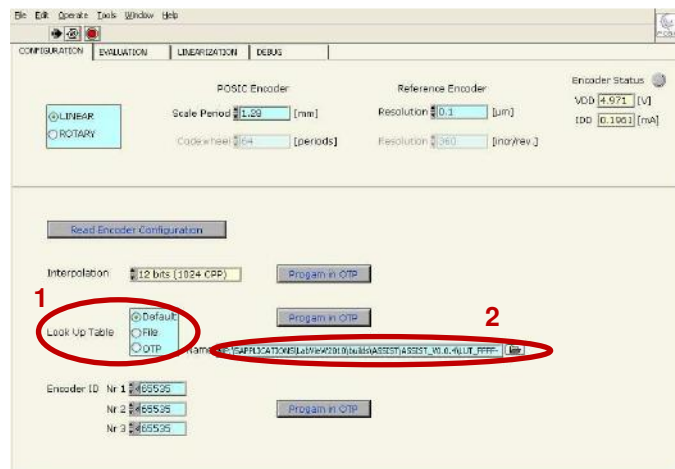 File Edit Operate Tools Window Help
CONFIGURATION EVALUATION LINEARIZATION DEBUG
POSIC Encoder Reference Encoder Encoder Status
LINEAR Scale Period 1.28 [mm] Resolution 0.1 [um] VDD 4.971 [V]
ROTARY Codewheel 64 [periods] Resolution 360 [incr/rev.] IDD 0.1961 [mA]
Read Encoder Configuration
Interpolation 12 bits (1024 CPP) Progam in OTP
1
Default Progam in OTP 2
Look Up Table File
OTP Name
Encoder ID Nr 1 65535
Nr 2 65535 Progam in OTP
Nr 3 65535